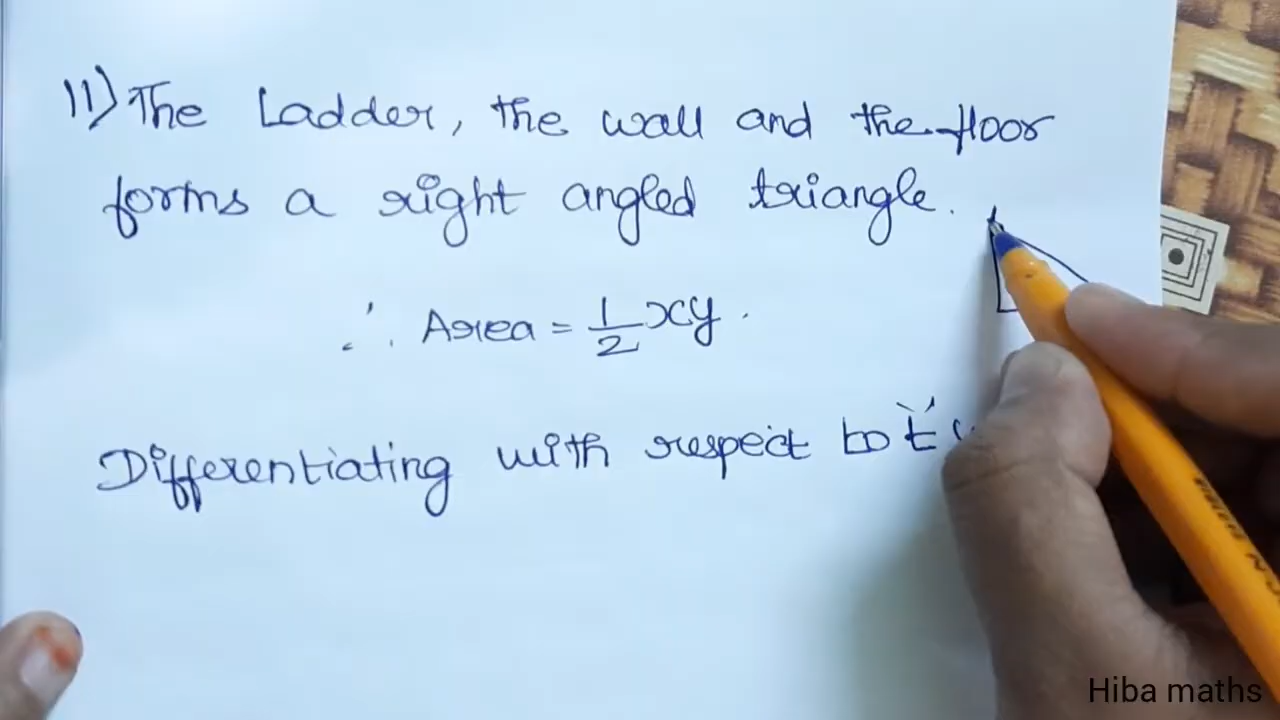 11) The Ladder, the wall and the floor
forms a right angled triangle.
∴ Area = 1/2 xy.
Differentiating with respect to 't'
Hiba maths